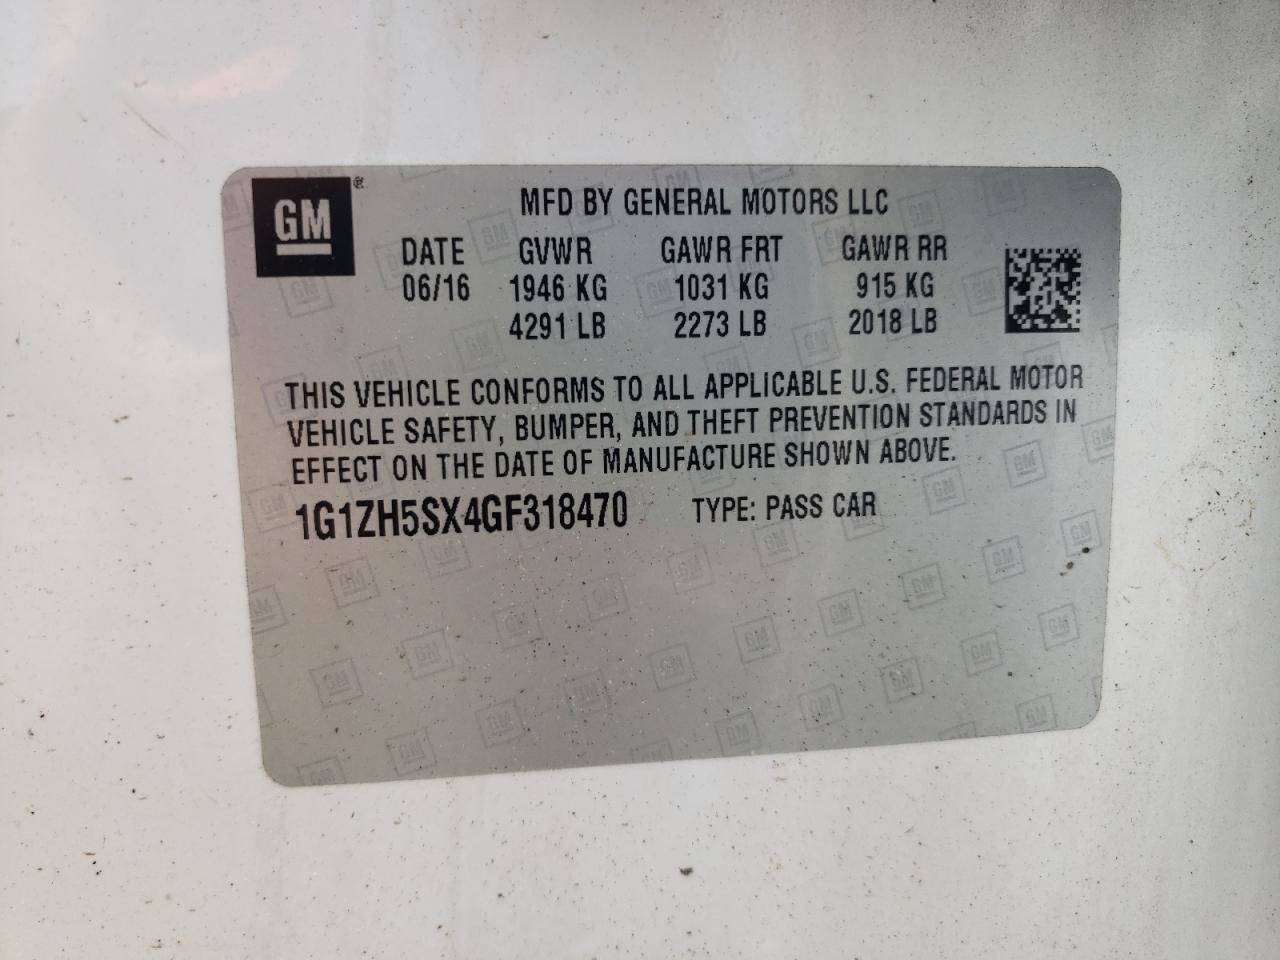 GM ®
MFD BY GENERAL MOTORS LLC
DATE GVWR GAWR FRT GAWR RR
06/16 1946 KG 1031 KG 915 KG
4291 LB 2273 LB 2018 LB
THIS VEHICLE CONFORMS TO ALL APPLICABLE U.S. FEDERAL MOTOR
VEHICLE SAFETY, BUMPER, AND THEFT PREVENTION STANDARDS IN
EFFECT ON THE DATE OF MANUFACTURE SHOWN ABOVE.
1G1ZH5SX4GF318470 TYPE: PASS CAR